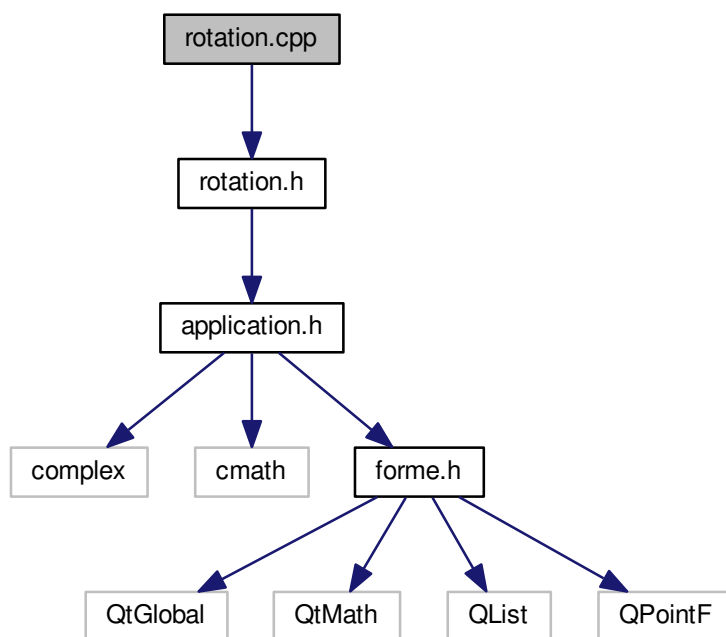 rotation.cpp
rotation.h
application.h
complex
cmath
forme.h
QtGlobal
QtMath
QList
QPointF